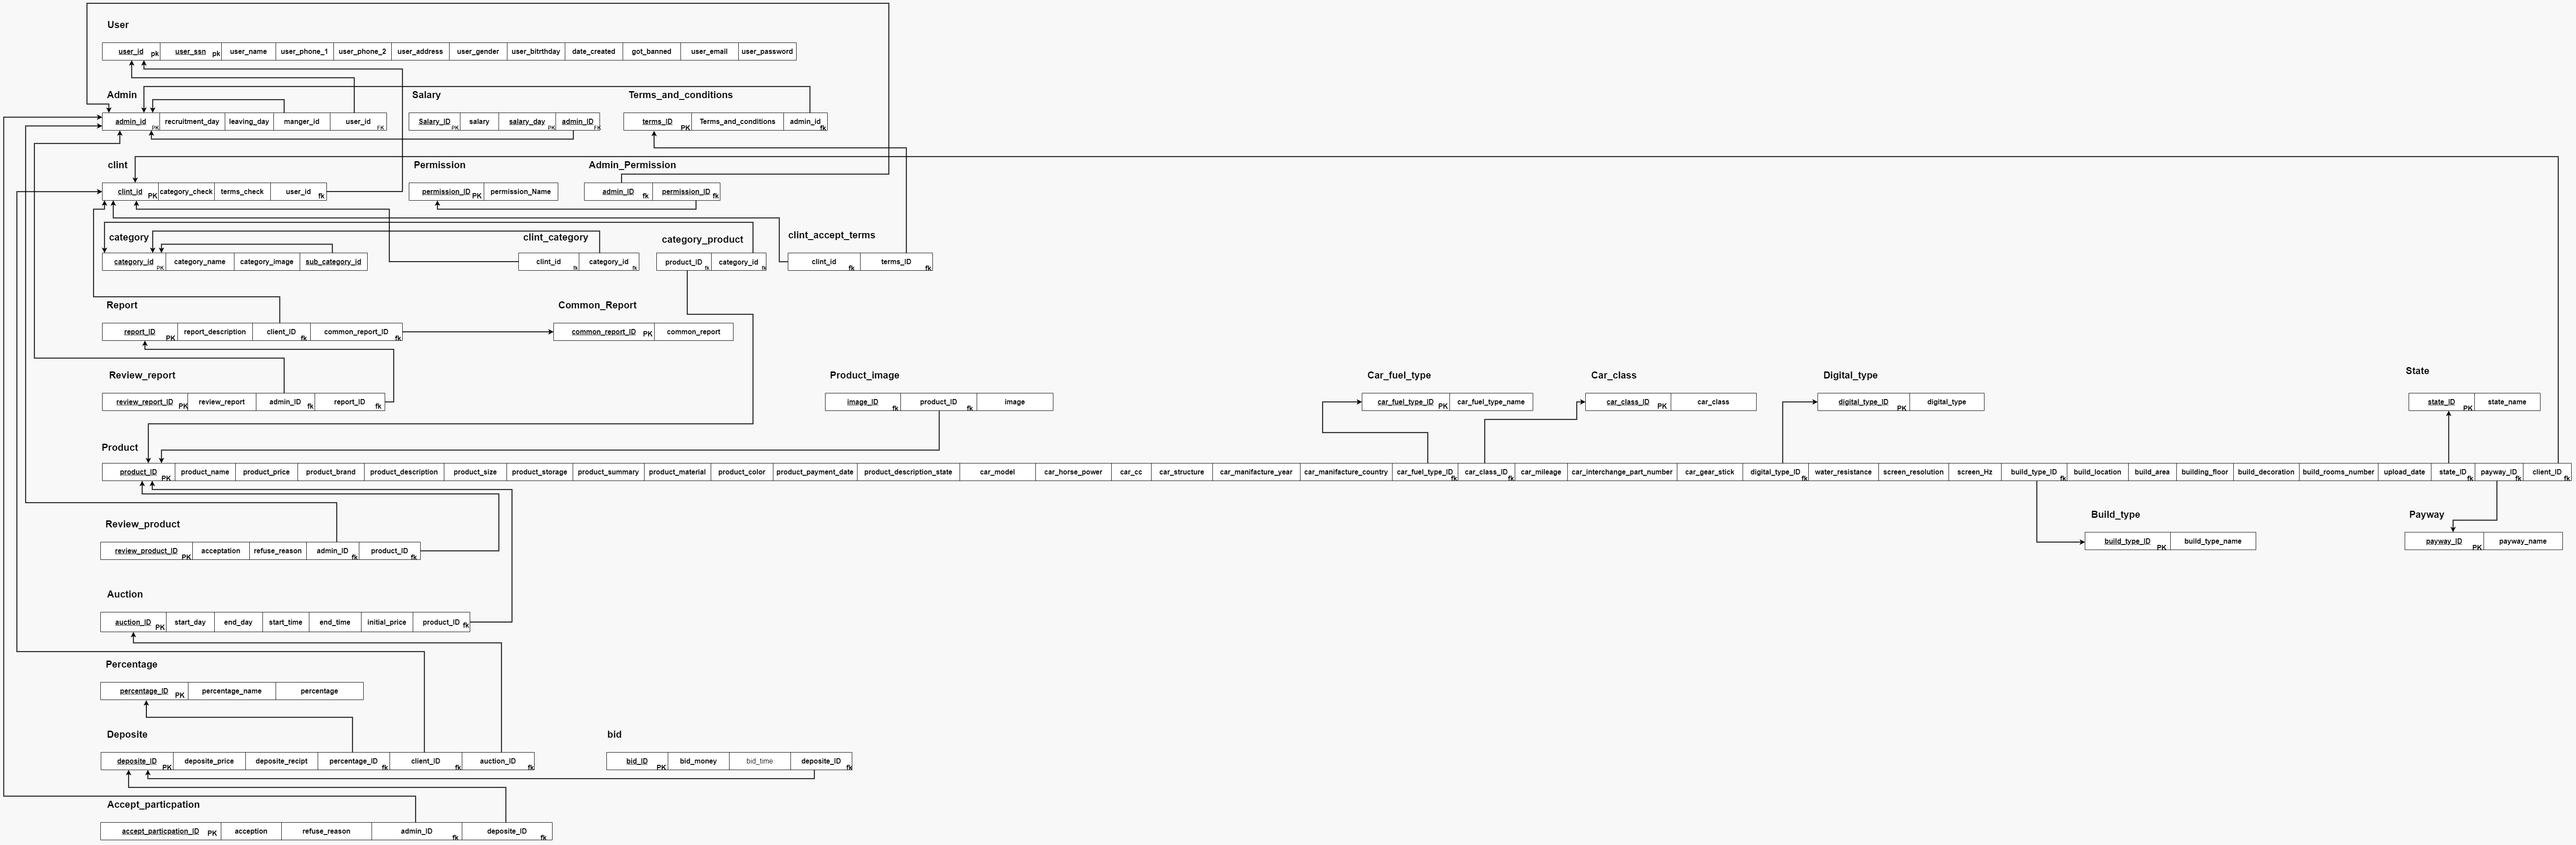 User
user_id pk user_ssn pk user_name user_phone_1 user_phone_2 user_address user_gender user_bitrthday date_created got_banned user_email user_password
Admin Salary Terms_and_conditions
admin_id PK recruitment_day leaving_day manger_id user_id FK Salary_ID PK salary salary_day PK admin_ID FK terms_ID PK Terms_and_conditions admin_id fk
clint Permission Admin_Permission
clint_id PK category_check terms_check user_id fk permission_ID PK permission_Name admin_ID fk permission_ID fk
category clint_category category_product clint_accept_terms
category_id PK category_name category_image sub_category_id clint_id fk category_id fk product_ID fk category_id fk clint_id fk terms_ID fk
Report Common_Report
report_ID PK report_description client_ID fk common_report_ID fk common_report_ID PK common_report
Review_report Product_image Car_fuel_type Car_class Digital_type State
review_report_ID PK review_report admin_ID fk report_ID fk image_ID fk product_ID fk image car_fuel_type_ID PK car_fuel_type_name car_class_ID PK car_class digital_type_ID PK digital_type state_ID PK state_name
Product
product_ID PK product_name product_price product_brand product_description product_size product_storage product_summary product_material product_color product_payment_date product_description_state car_model car_horse_power car_cc car_structure car_manifacture_year car_manifacture_country car_fuel_type_ID fk car_class_ID fk car_mileage car_interchange_part_number car_gear_stick digital_type_ID fk water_resistance screen_resolution screen_Hz build_type_ID fk build_location build_area building_floor build_decoration build_rooms_number upload_date state_ID fk payway_ID fk client_ID fk
Review_product Build_type Payway
review_product_ID PK acceptation refuse_reason admin_ID fk product_ID fk build_type_ID PK build_type_name payway_ID PK payway_name
Auction
auction_ID PK start_day end_day start_time end_time initial_price product_ID fk
Percentage
percentage_ID PK percentage_name percentage
Deposite bid
deposite_ID PK deposite_price deposite_recipt percentage_ID fk client_ID fk auction_ID fk bid_ID PK bid_money bid_time deposite_ID fk
Accept_particpation
accept_particpation_ID PK acception refuse_reason admin_ID fk deposite_ID fk